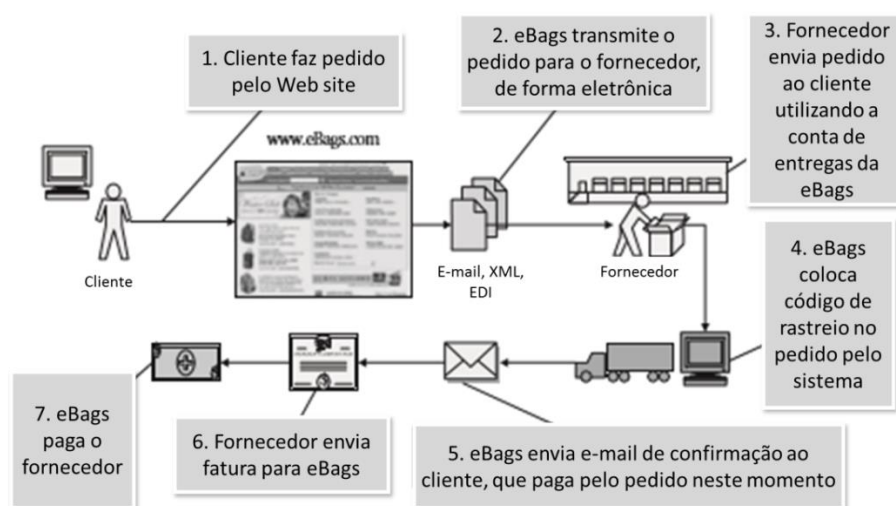 1. Cliente faz pedido
pelo Web site
2. eBags transmite o
pedido para o fornecedor,
de forma eletrônica
3. Fornecedor
envia pedido
ao cliente
utilizando a
conta de
entregas da
eBags
www.eBags.com
Cliente
E-mail, XML,
EDI
Fornecedor
4. eBags
coloca
código de
rastreio no
pedido pelo
sistema
7. eBags
paga o
fornecedor
6. Fornecedor envia
fatura para eBags
5. eBags envia e-mail de confirmação ao
cliente, que paga pelo pedido neste momento